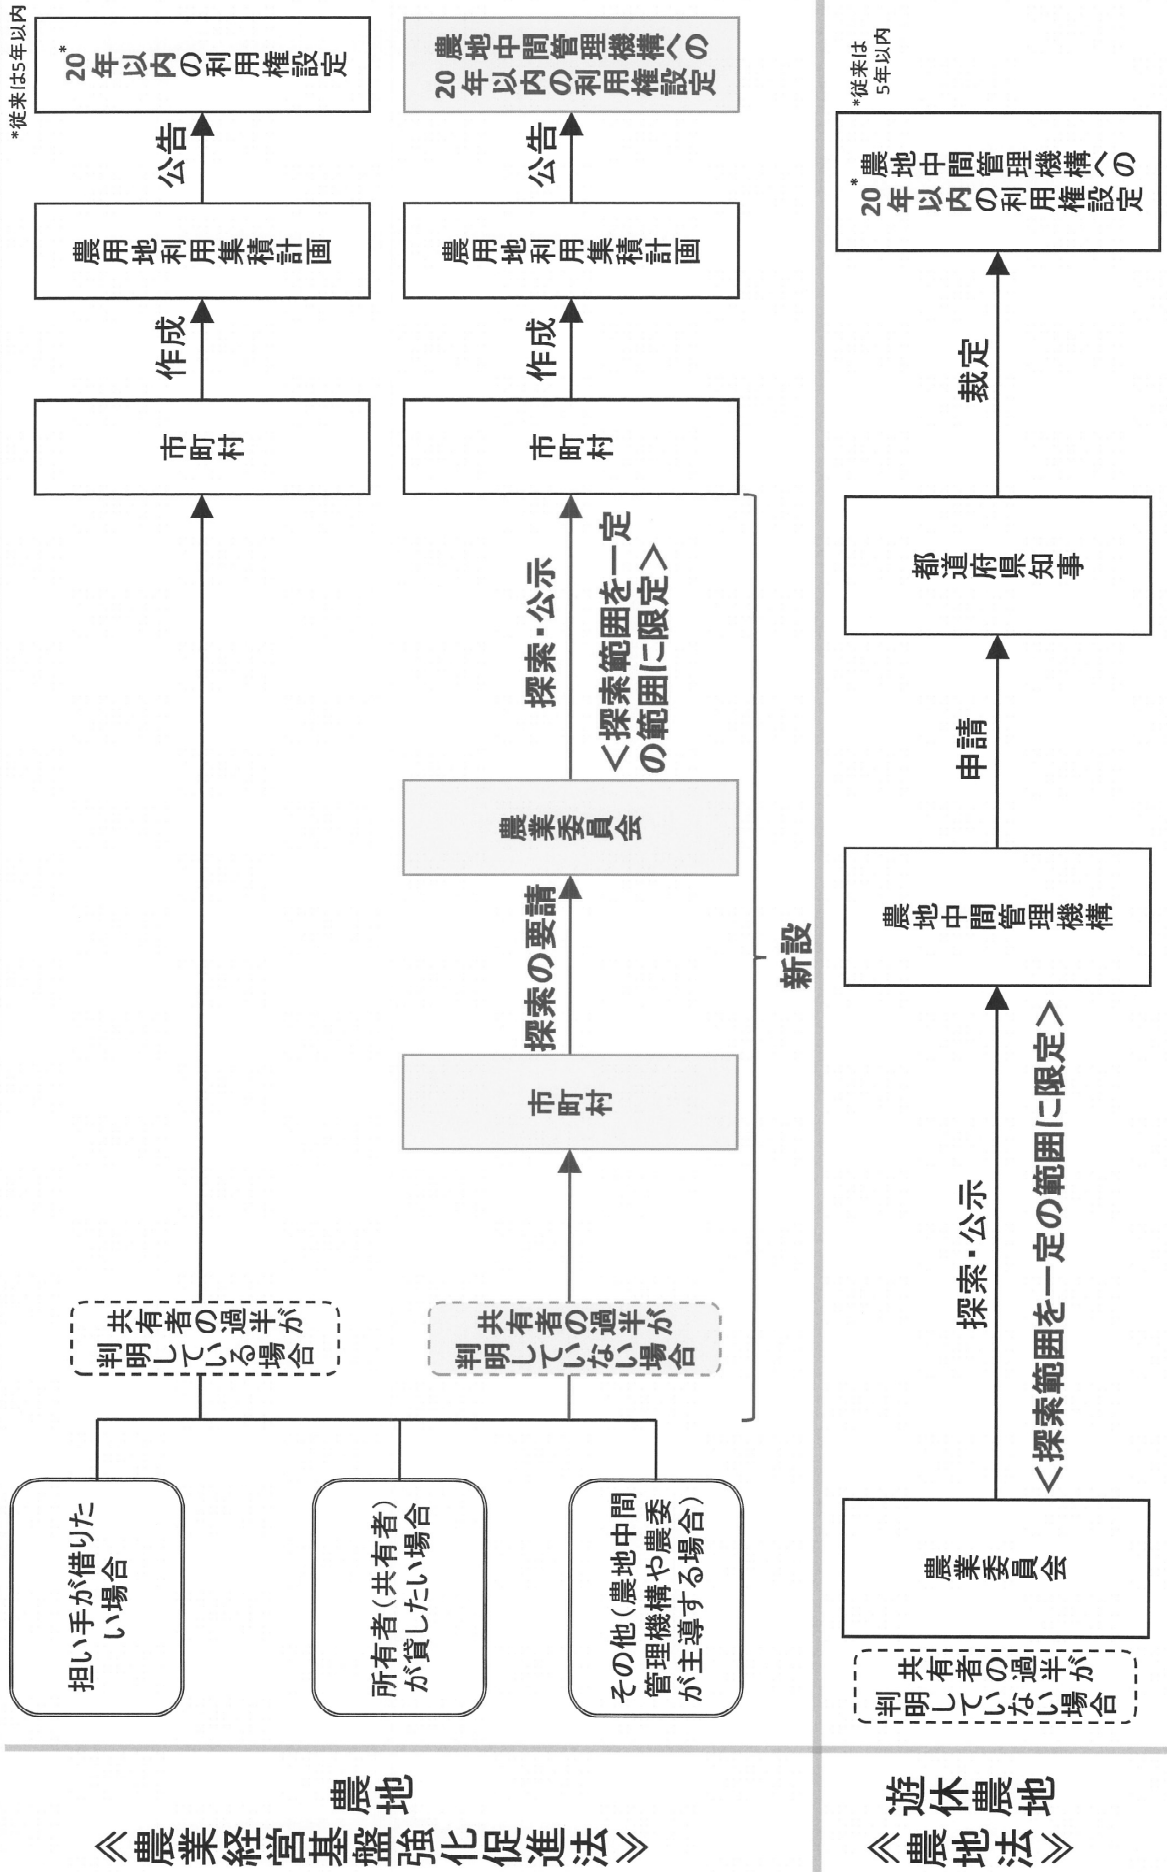 農地
≪農業経営基盤強化促進法≫
担い手が借りた
い場合
所有者（共有者）
が貸したい場合
その他（農地中間
管理機構や農委
が主導する場合）
共有者の過半が
判明している場合
市町村
作成
農用地利用集積計画
公告
20*年以内の利用権設定
*従来は5年以内
共有者の過半が
判明していない場合
市町村
探索の要請
農業委員会
探索・公示
＜探索範囲を一定
の範囲に限定＞
市町村
作成
農用地利用集積計画
公告
農地中間管理機構への
20年以内の利用権設定
新設
遊休農地
≪農地法≫
共有者の過半が
判明していない場合
農業委員会
探索・公示
＜探索範囲を一定の範囲に限定＞
農地中間管理機構
申請
都道府県知事
裁定
農地中間管理機構への
20*年以内の利用権設定
*従来は
5年以内